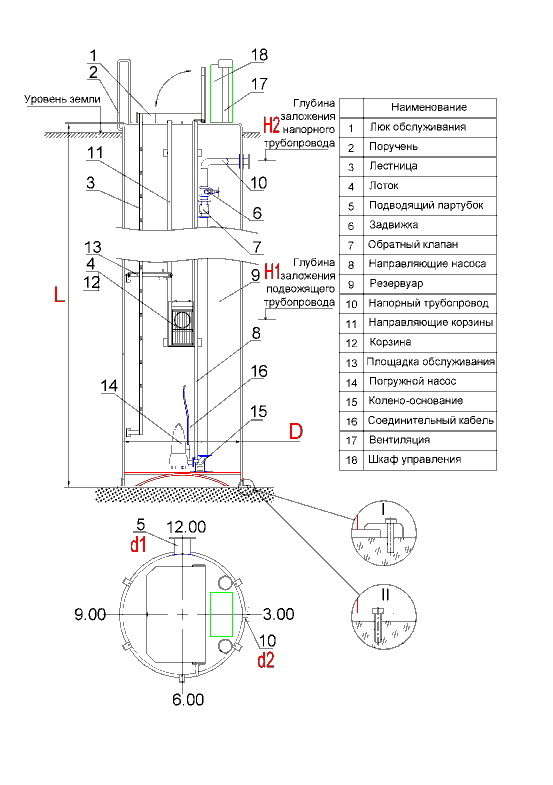 1
2
Уровень земли
11
3
13
4
12
L
14
18
17
Глубина
заложения
H2 напорного
трубопровода
10
6
7
Глубина
H1 заложения
9 подвожящего
трубопровода
8
16
15
D
Наименование
1 Люк обслуживания
2 Поручень
3 Лестница
4 Лоток
5 Подводящий партубок
6 Задвижка
7 Обратный клапан
8 Направляющие насоса
9 Резервуар
10 Напорный трубопровод
11 Направляющие корзины
12 Корзина
13 Площадка обслуживания
14 Погружной насос
15 Колено-основание
16 Соединительный кабель
17 Вентиляция
18 Шкаф управления
I
II
5 12.00
d1
9.00
3.00
10
d2
6.00